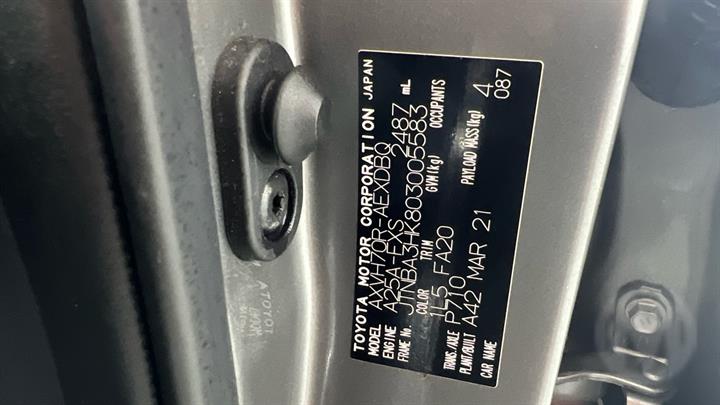 TOYOTA MOTOR CORPORATION JAPAN
MODEL AXVH70R-AEXDBQ
ENGINE A25A-FXS 2487 mL
FRAME No. JTNBA3HK803005583
COLOR TRIM GVM(kg) OCCUPANTS
1L5 FA20 4
TRANS./AXLE P710 PAYLOAD MASS(kg) 087
PLANT/BUILT A42 MAR 21
CAR NAME